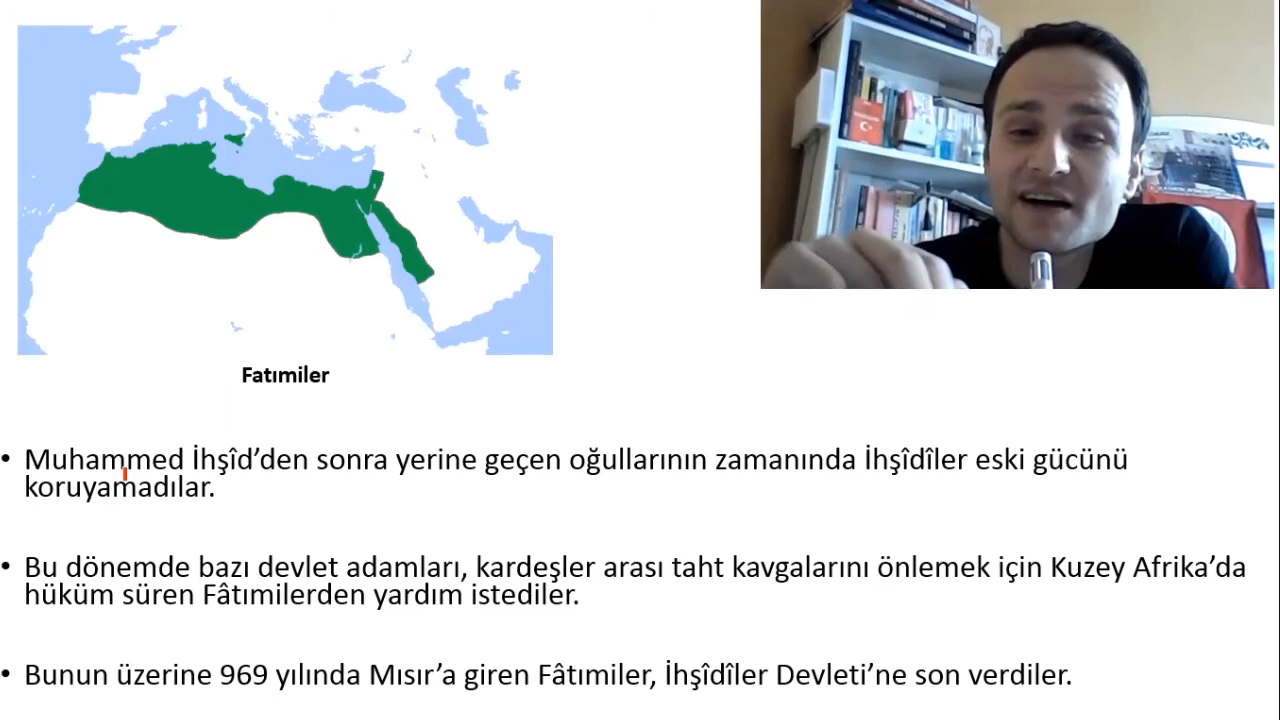 Fatımiler
• Muhammed İhşîd’den sonra yerine geçen oğullarının zamanında İhşîdîler eski gücünü
koruyamadılar.
• Bu dönemde bazı devlet adamları, kardeşler arası taht kavgalarını önlemek için Kuzey Afrika’da
hüküm süren Fâtımilerden yardım istediler.
• Bunun üzerine 969 yılında Mısır’a giren Fâtımiler, İhşîdîler Devleti’ne son verdiler.